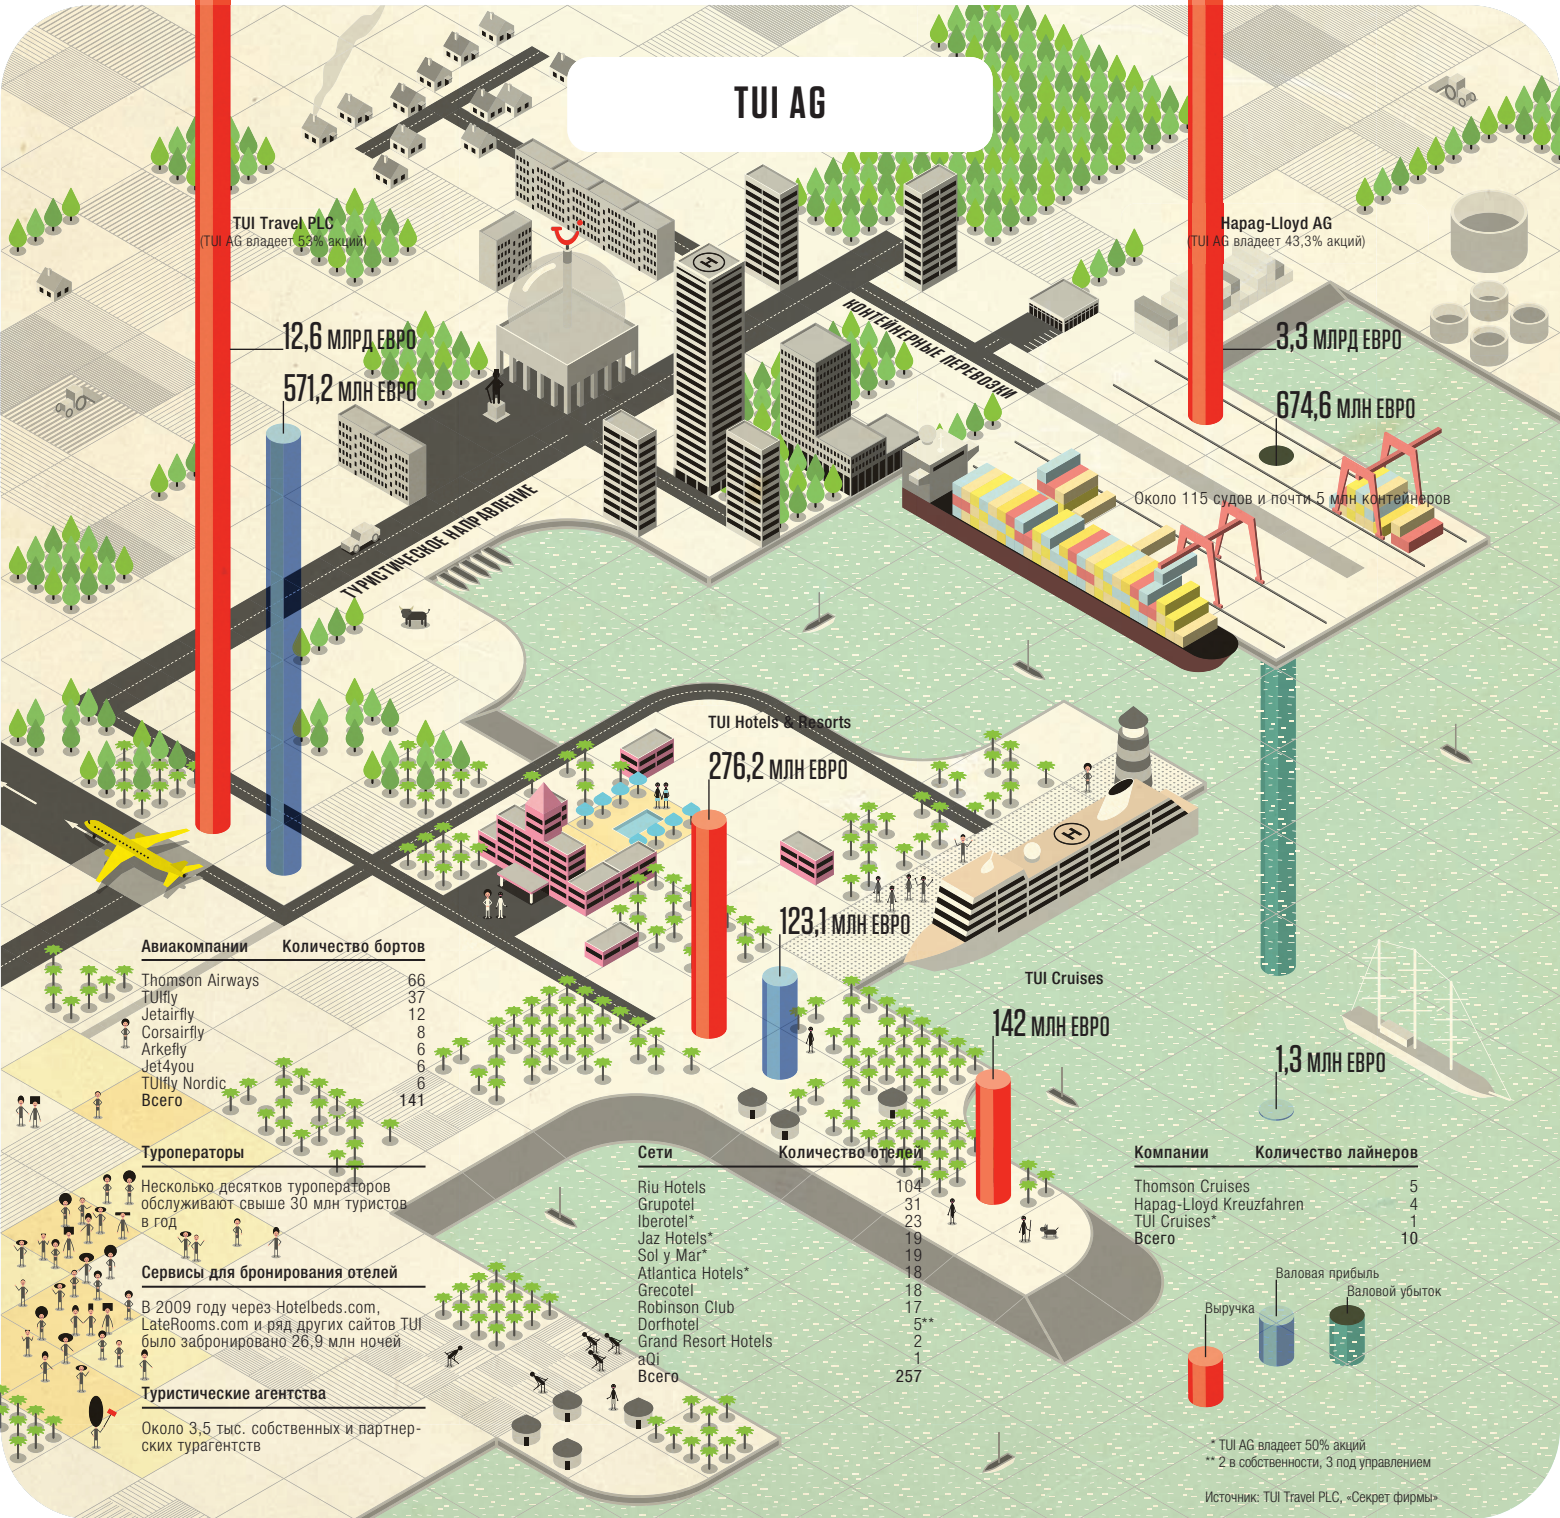 TUI AG
TUI Travel PLC
(TUI AG владеет 53% акций)
12,6 МЛРД ЕВРО
571,2 МЛН ЕВРО
Hapag-Lloyd AG
(TUI AG владеет 43,3% акций)
3,3 МЛРД ЕВРО
674,6 МЛН ЕВРО
Около 115 судов и почти 5 млн контейнеров
КОНТЕЙНЕРНЫЕ ПЕРЕВОЗКИ
ТУРИСТИЧЕСКОЕ НАПРАВЛЕНИЕ
H
TUI Hotels & Resorts
276,2 МЛН ЕВРО
123,1 МЛН ЕВРО
H
TUI Cruises
142 МЛН ЕВРО
1,3 МЛН ЕВРО
Авиакомпании Количество бортов
Thomson Airways 66
TUIfly 37
Jetairfly 12
Corsairfly 8
Arkefly 6
Jet4you 6
TUIfly Nordic 6
Всего 141
Туроператоры
Несколько десятков туроператоров
обслуживают свыше 30 млн туристов
в год
Сервисы для бронирования отелей
В 2009 году через Hotelbeds.com,
LateRooms.com и ряд других сайтов TUI
было забронировано 26,9 млн ночей
Туристические агентства
Около 3,5 тыс. собственных и партнер-
ских турагентств
Сети Количество отелей
Riu Hotels 104
Grupotel 31
Iberotel* 23
Jaz Hotels* 19
Sol y Mar* 19
Atlantica Hotels* 18
Grecotel 18
Robinson Club 17
Dorfhotel 5**
Grand Resort Hotels 2
aQi 1
Всего 257
Компании Количество лайнеров
Thomson Cruises 5
Hapag-Lloyd Kreuzfahren 4
TUI Cruises* 1
Всего 10
Валовая прибыль
Валовой убыток
Выручка
* TUI AG владеет 50% акций
** 2 в собственности, 3 под управлением
Источник: TUI Travel PLC, «Секрет фирмы»